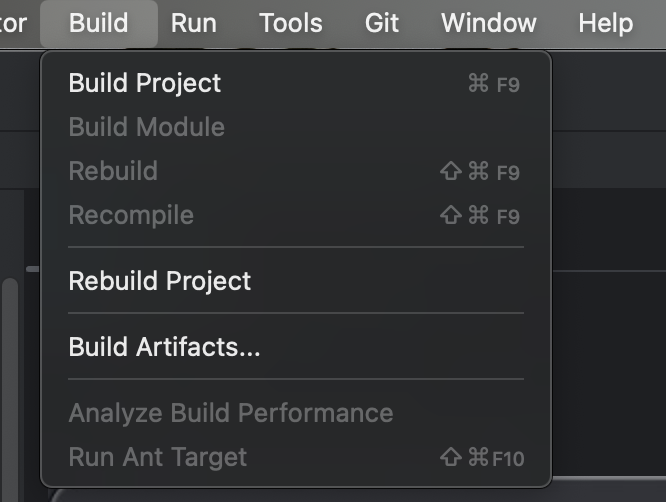 or Build Run Tools Git Window Help
Build Project ⌘ F9
Build Module
Rebuild ⇧ ⌘ F9
Recompile ⇧ ⌘ F9
Rebuild Project
Build Artifacts...
Analyze Build Performance
Run Ant Target ⇧ ⌘ F10